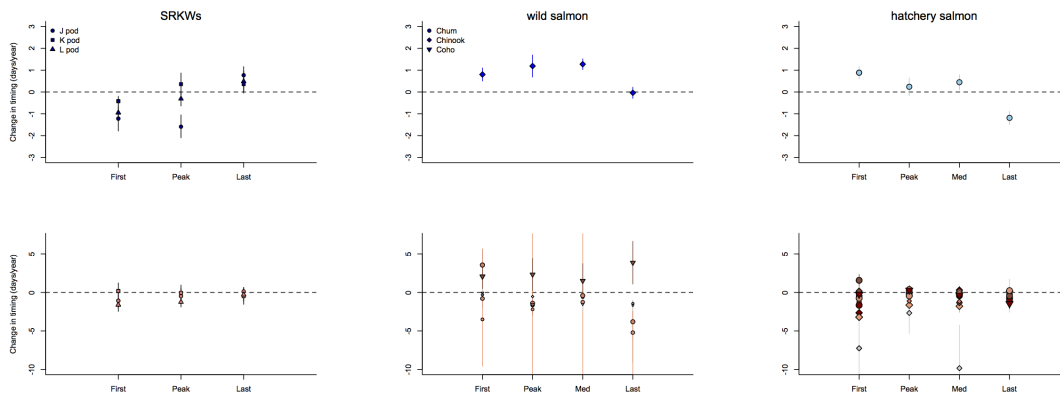 SRKWs
wild salmon
hatchery salmon
J pod
K pod
L pod
Chum
Chinook
Coho
Change in timing (days/year)
3
2
1
0
-1
-2
-3
First
Peak
Last
3
2
1
0
-1
-2
-3
First
Peak
Med
Last
3
2
1
0
-1
-2
-3
First
Peak
Med
Last
Change in timing (days/year)
5
0
-5
-10
First
Peak
Last
5
0
-5
-10
First
Peak
Med
Last
5
0
-5
-10
First
Peak
Med
Last